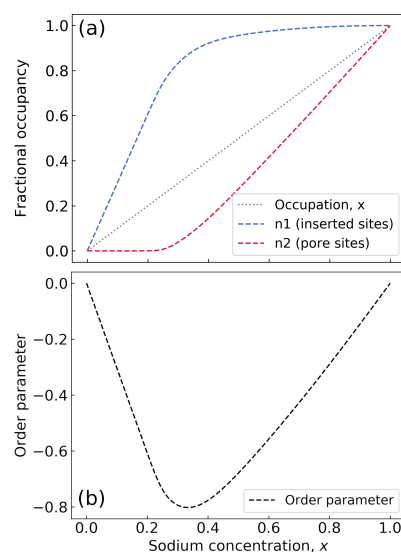 (a)
1.0
0.8
0.6
0.4
0.2
0.0
Fractional occupancy
Occupation, x
n1 (inserted sites)
n2 (pore sites)
0.0
−0.2
−0.4
−0.6
−0.8
Order parameter
(b)
Order parameter
0.0 0.2 0.4 0.6 0.8 1.0
Sodium concentration, x